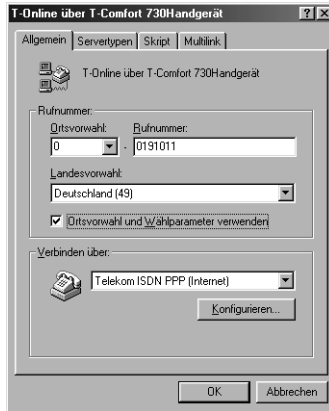 T-Online über T-Comfort 730Handgerät
Allgemein Servertypen Skript Multilink
T-Online über T-Comfort 730Handgerät
Rufnummer:
Ortsvorwahl: Rufnummer:
0 - 0191011
Landesvorwahl:
Deutschland (49)
Ortsvorwahl und Wählparameter verwenden
Verbinden über:
Telekom ISDN PPP (Internet)
Konfigurieren...
OK Abbrechen